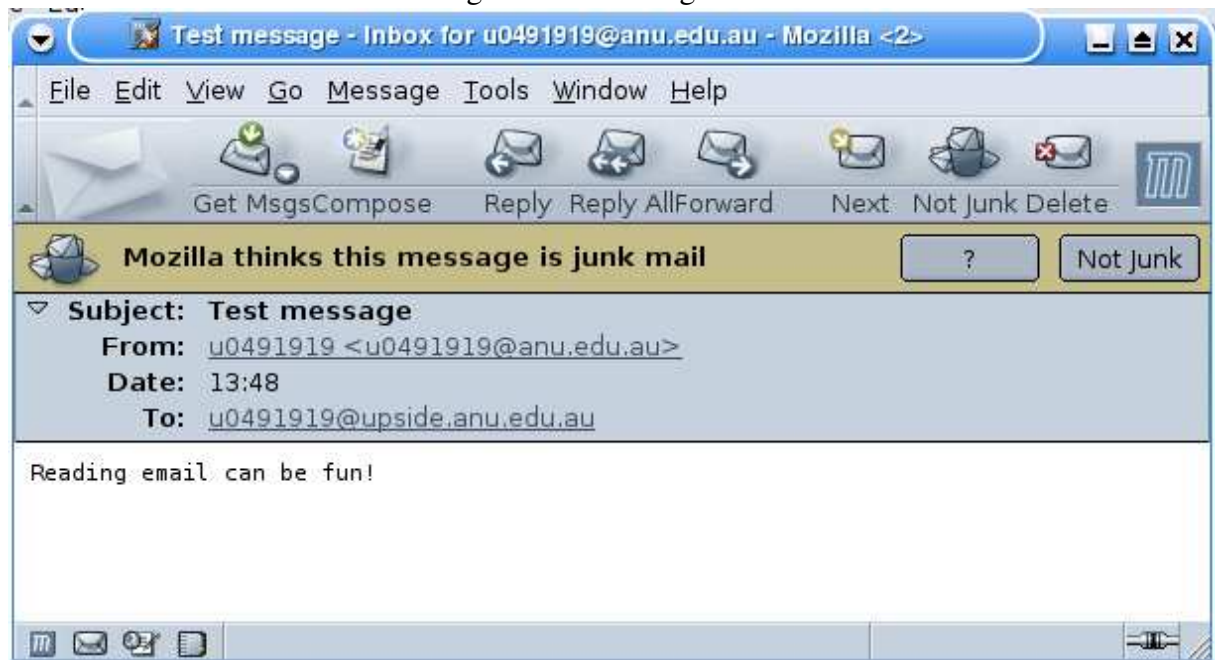 Test message - Inbox for u0491919@anu.edu.au - Mozilla <2>
File Edit View Go Message Tools Window Help
Get Msgs Compose Reply Reply All Forward Next Not Junk Delete
Mozilla thinks this message is junk mail ? Not Junk
Subject: Test message
From: u0491919 <u0491919@anu.edu.au>
Date: 13:48
To: u0491919@upside.anu.edu.au
Reading email can be fun!